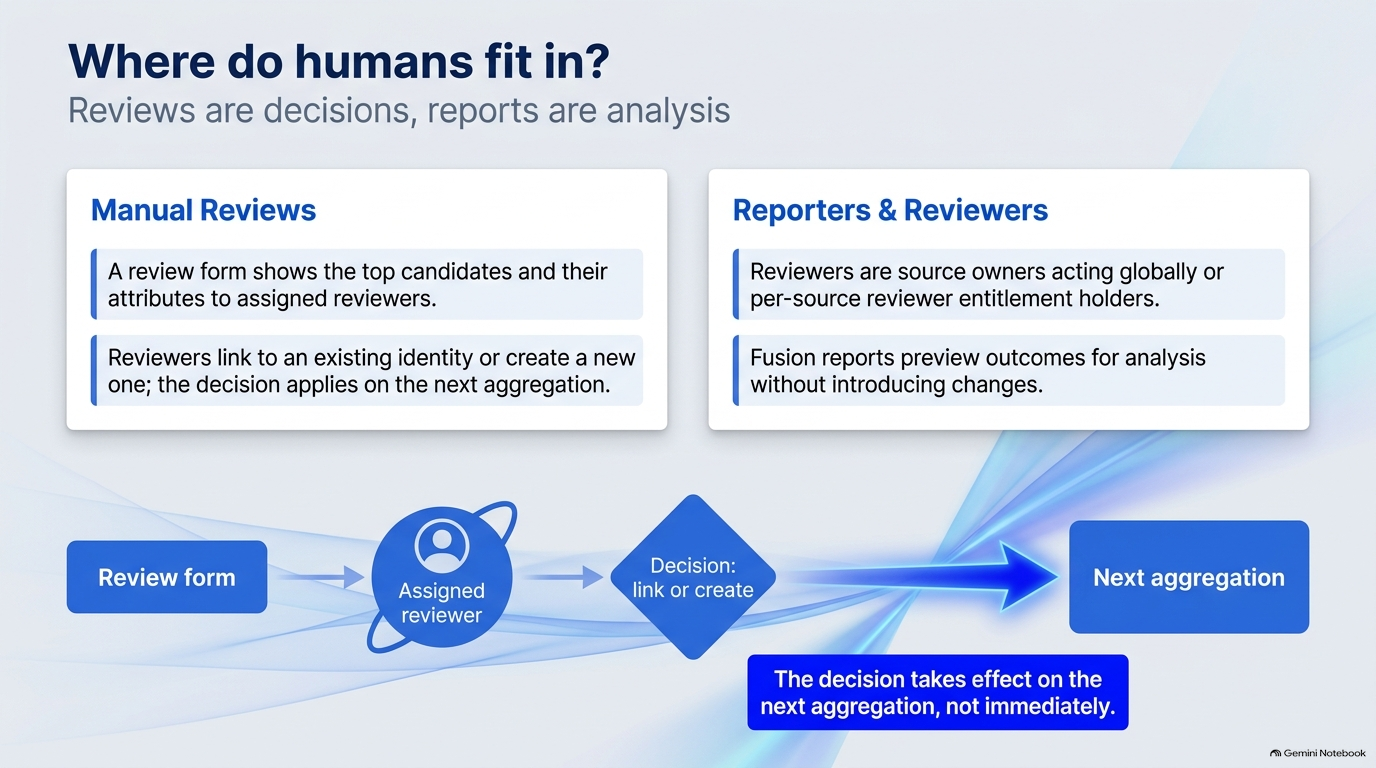 Where do humans fit in?
Reviews are decisions, reports are analysis
Manual Reviews
A review form shows the top candidates and their
attributes to assigned reviewers.
Reviewers link to an existing identity or create a new
one; the decision applies on the next aggregation.
Reporters & Reviewers
Reviewers are source owners acting globally or
per-source reviewer entitlement holders.
Fusion reports preview outcomes for analysis
without introducing changes.
Review form
Assigned
reviewer
Decision:
link or create
Next aggregation
The decision takes effect on the
next aggregation, not immediately.
Gemini Notebook